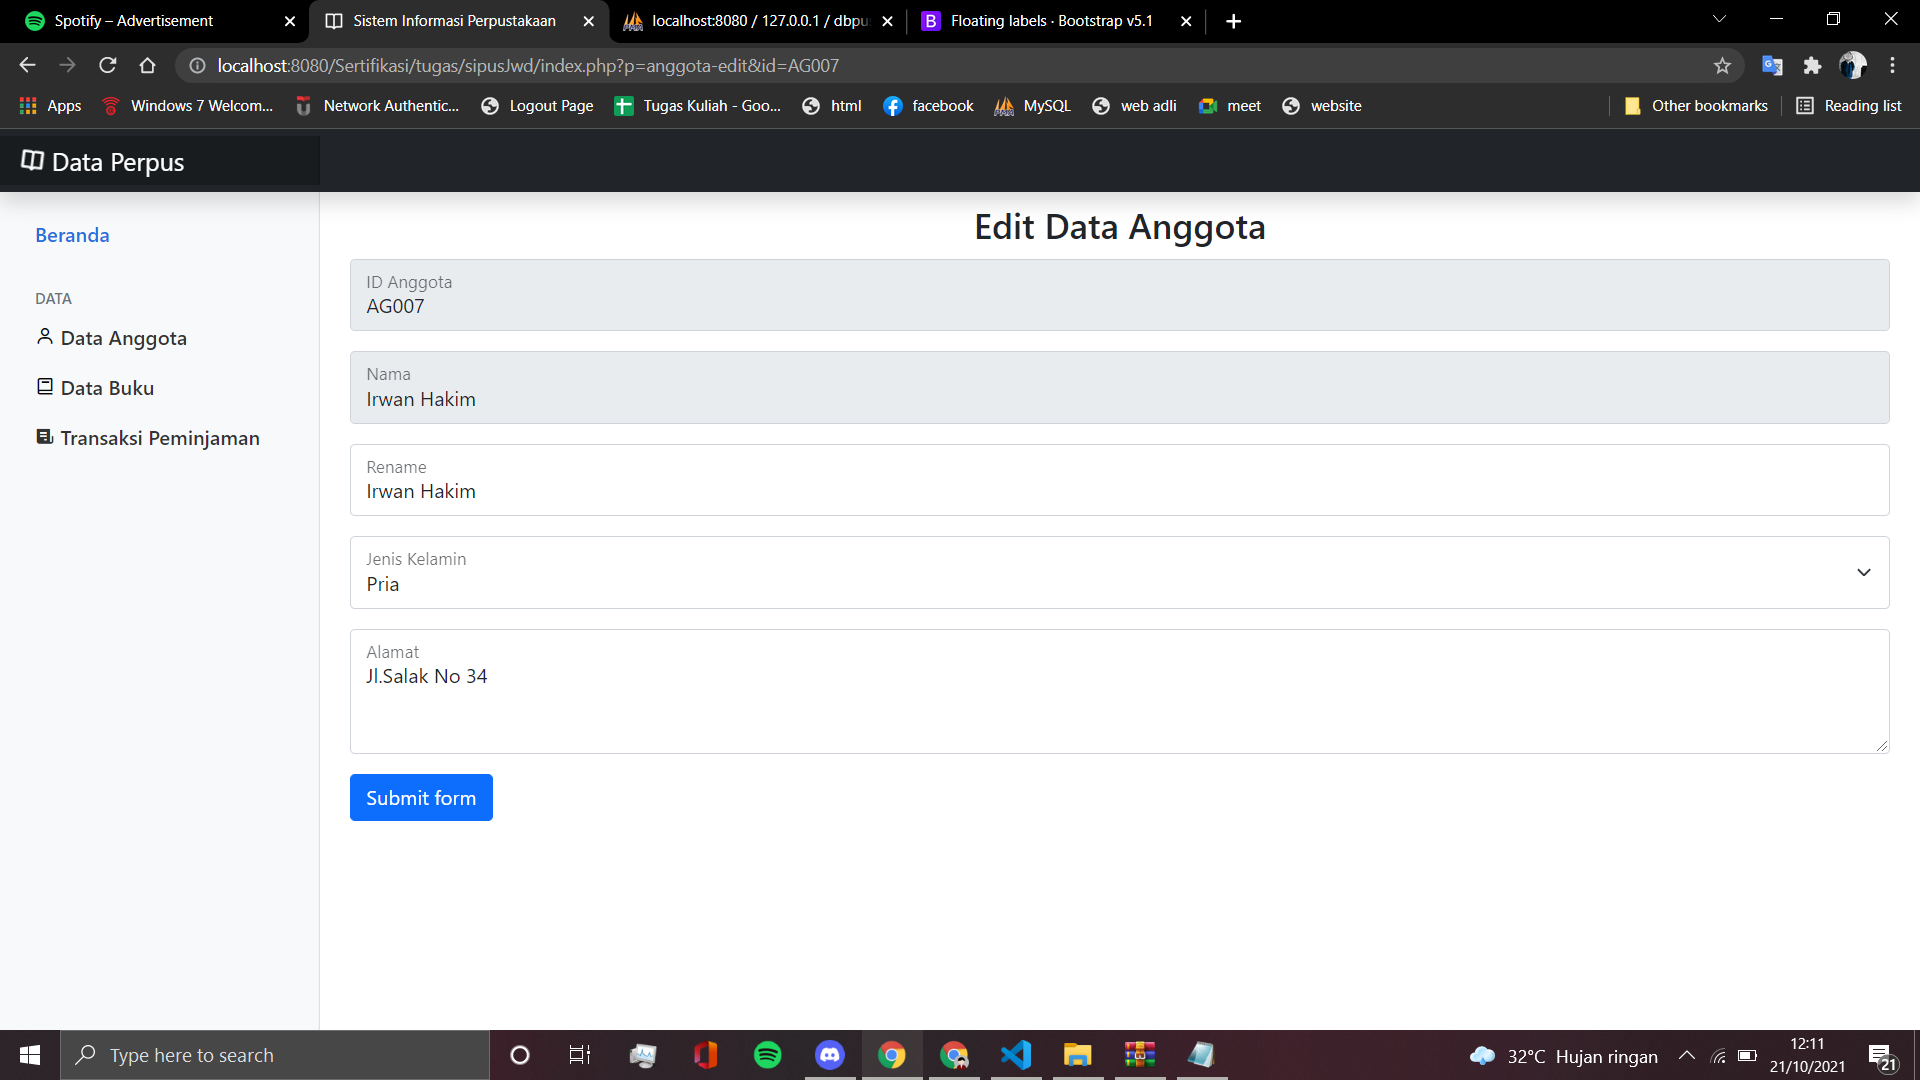 Spotify – Advertisement
Sistem Informasi Perpustakaan
localhost:8080 / 127.0.0.1 / dbpu
B Floating labels · Bootstrap v5.1
localhost:8080/Sertifikasi/tugas/sipusJwd/index.php?p=anggota-edit&id=AG007
Apps
Windows 7 Welcom...
Network Authentic...
Logout Page
Tugas Kuliah - Goo...
html
facebook
MySQL
web adli
meet
website
Other bookmarks
Reading list
Data Perpus
Beranda
DATA
Data Anggota
Data Buku
Transaksi Peminjaman
Edit Data Anggota
ID Anggota
AG007
Nama
Irwan Hakim
Rename
Irwan Hakim
Jenis Kelamin
Pria
Alamat
Jl.Salak No 34
Submit form
Type here to search
32°C Hujan ringan
12:11
21/10/2021
21